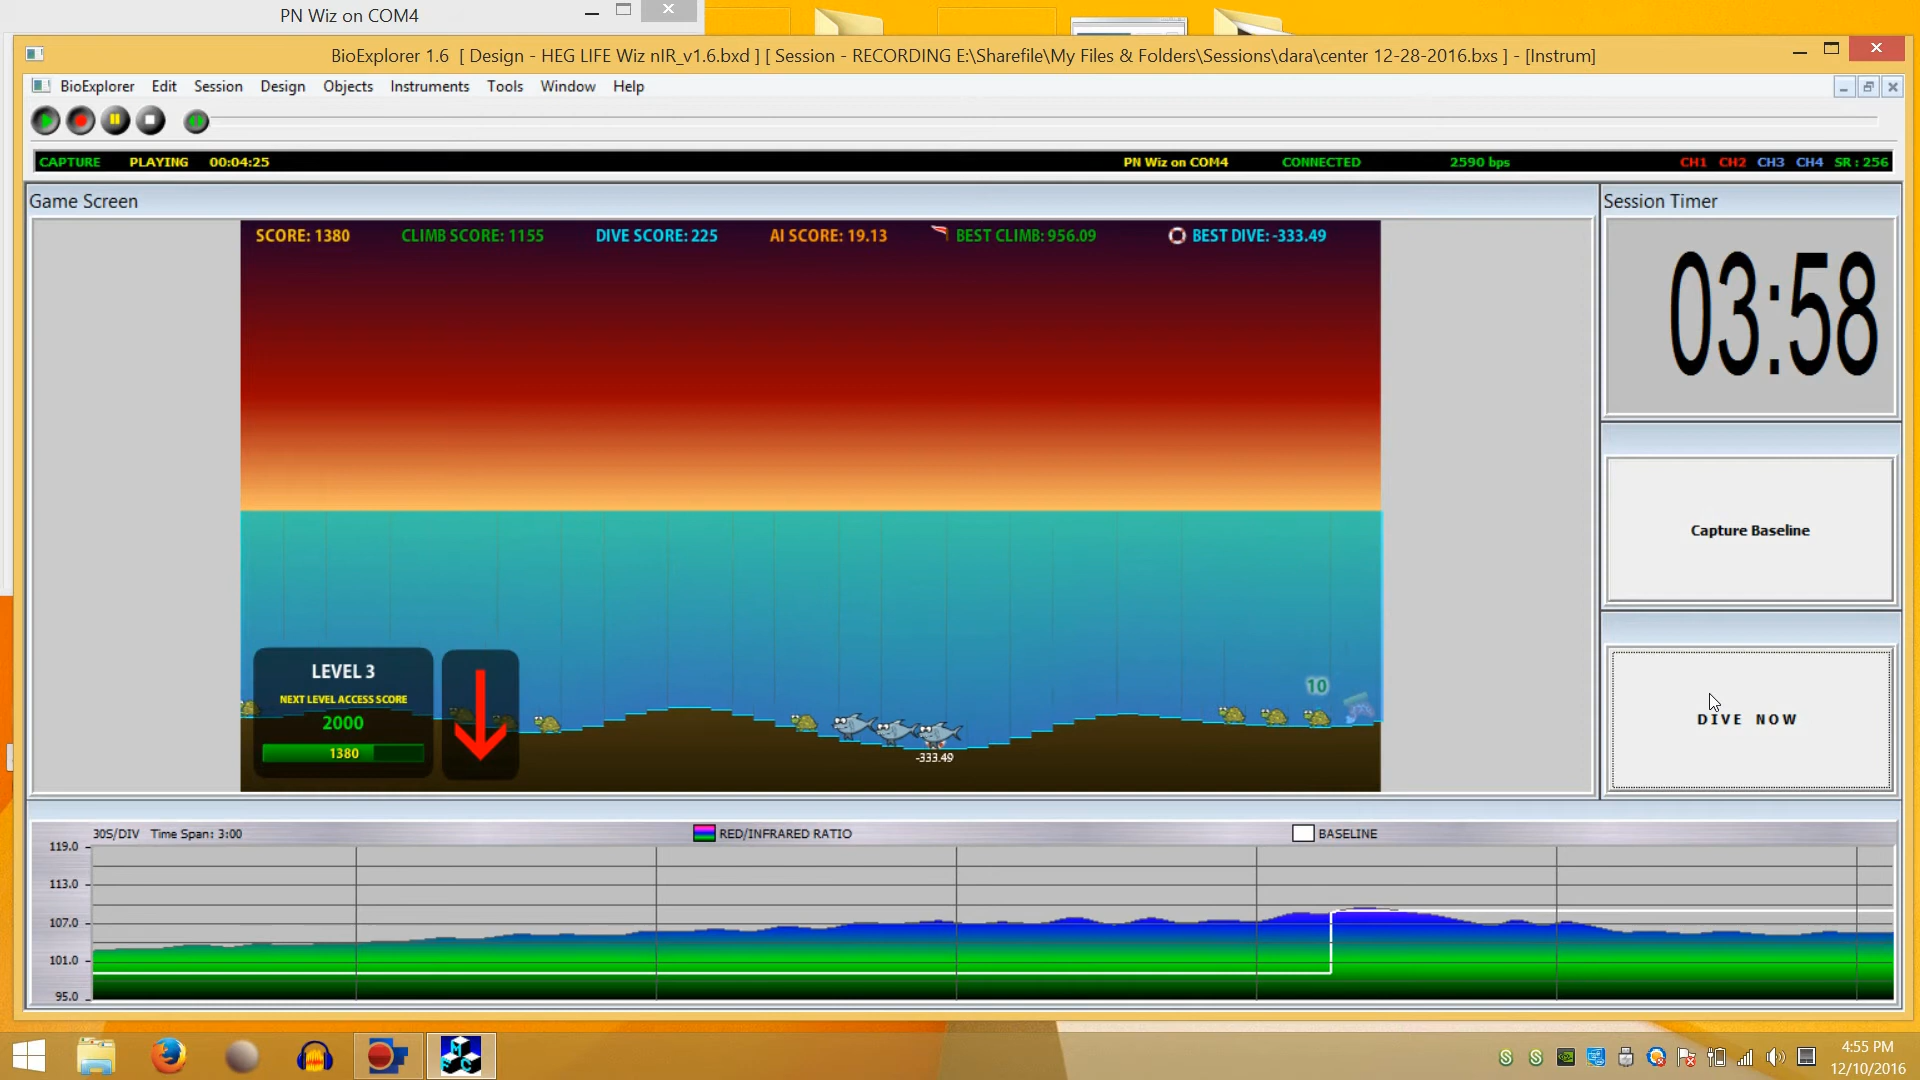 PN Wiz on COM4
BioExplorer 1.6 [ Design - HEG LIFE Wiz nIR_v1.6.bxd ] [ Session - RECORDING E:\Sharefile\My Files & Folders\Sessions\dara\center 12-28-2016.bxs ] - [Instrum]
BioExplorer Edit Session Design Objects Instruments Tools Window Help
CAPTURE PLAYING 00:04:25 PN Wiz on COM4 CONNECTED 2590 bps CH1 CH2 CH3 CH4 SR : 256
Game Screen
Session Timer
SCORE: 1380 CLIMB SCORE: 1155 DIVE SCORE: 225 AI SCORE: 19.13 BEST CLIMB: 956.09 BEST DIVE: -333.49
03:58
Capture Baseline
LEVEL 3
NEXT LEVEL ACCESS SCORE
2000
1380
10
-333.49
DIVE NOW
30S/DIV Time Span: 3:00 RED/INFRARED RATIO BASELINE
119.0
113.0
107.0
101.0
95.0
4:55 PM
12/10/2016